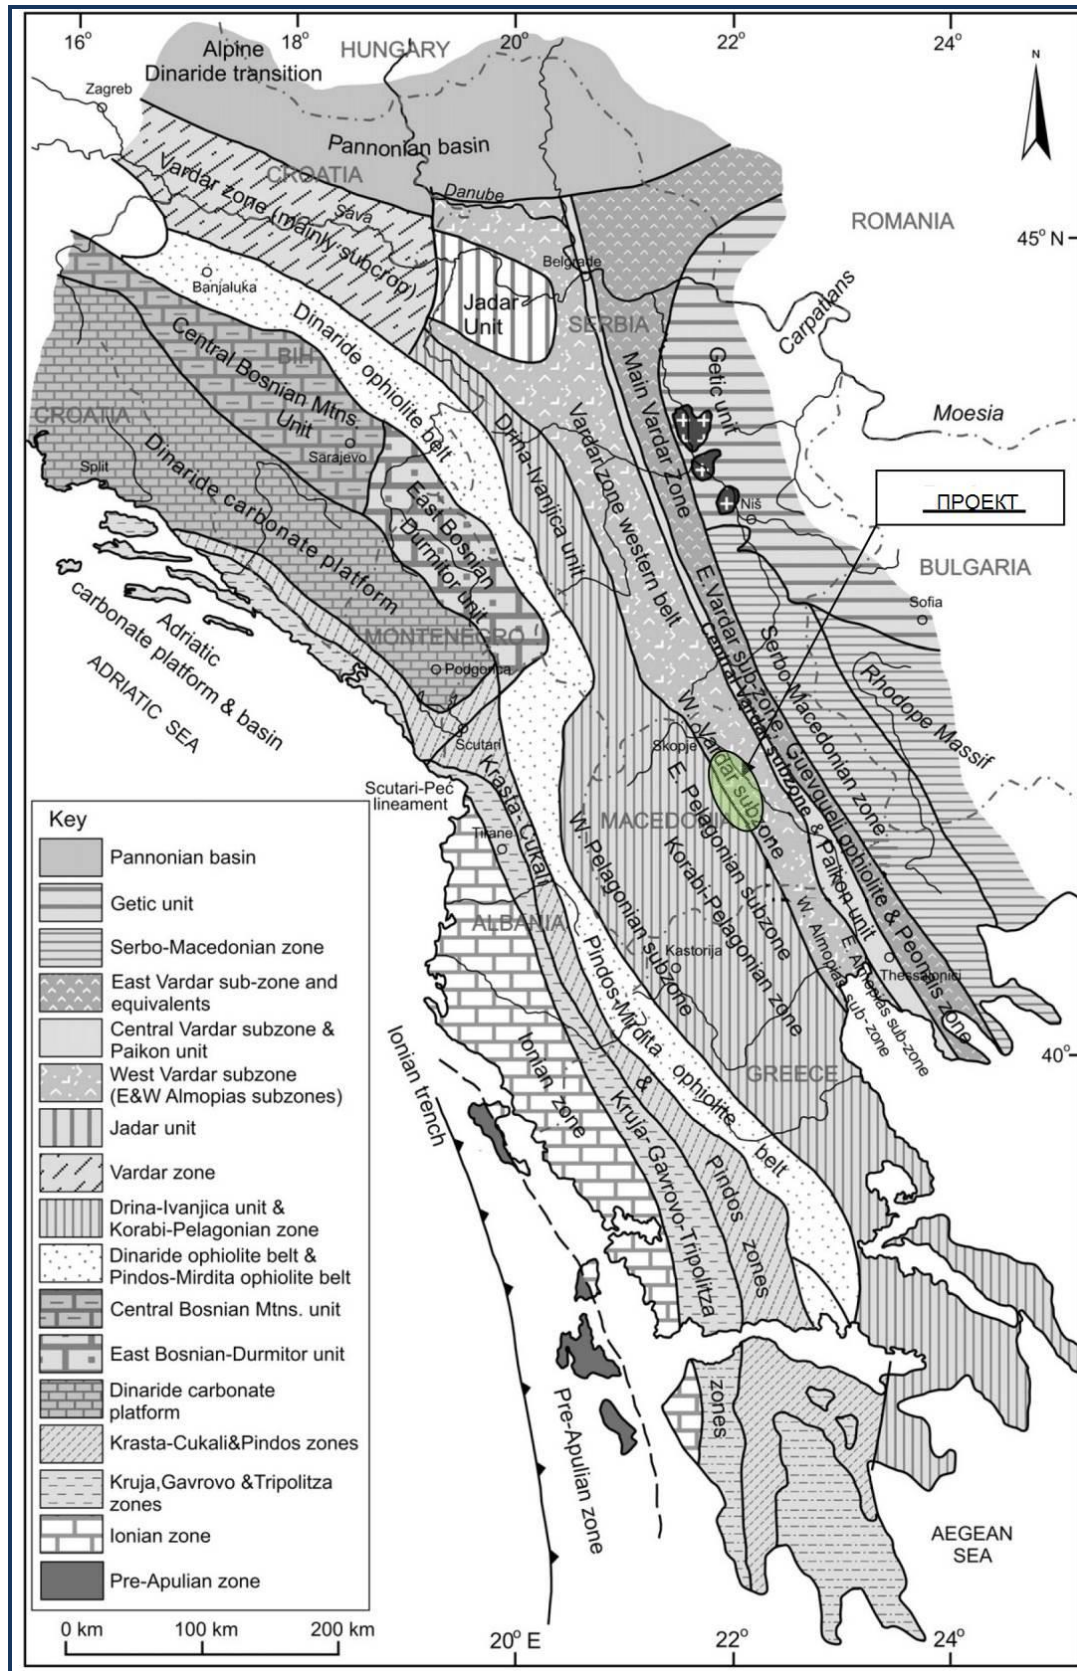 16°
18°
20°
22°
24°
Alpine
Dinaride transition
HUNGARY
N
Zagreb
Pannonian basin
Vardar zone (mainly subcrop)
CROATIA
Danube
Sava
ROMANIA
45° N
Belgrade
Banjaluka
Jadar
Unit
SERBIA
Carpatians
Dinaride ophiolite belt
Central Bosnian Mtns.
Unit
BIH
Main Vardar Zone
Getic unit
Moesia
CROATIA
Split
Sarajevo
Dinaride carbonate platform
East Bosnian
Durmitor unit
Drina-Ivanjica unit
Vardar zone western belt
Niš
ПРОЕКТ
BULGARIA
Sofia
Adriatic
carbonate platform & basin
ADRIATIC SEA
MONTENEGRO
Podgorica
E.Vardar sub-zone, Guevgueli ophiolite & Peonais zone
Central Vardar subzone & Paikon unit
Serbo-Macedonian zone
Rhodope Massif
Scutari
Skopje
W. Vardar subzone
Scutari-Peć
lineament
Krasta-Cukali
&
Pindos
zones
Tirane
MACEDONIA
E. Pelagonian subzone
Korabi-Pelagonian zone
W. Pelagonian subzone
ALBANIA
Pindos-Mirdita ophiolite belt
Kastorija
W. Almopias sub-zone
E. Almopias sub-zone
Thessalonici
40°
GREECE
Ionian trench
Ionian zone
Kruja-Gavrovo-Tripolitza
zones
Pre-Apulian zone
AEGEAN
SEA
Key
Pannonian basin
Getic unit
Serbo-Macedonian zone
East Vardar sub-zone and
equivalents
Central Vardar subzone &
Paikon unit
West Vardar subzone
(E&W Almopias subzones)
Jadar unit
Vardar zone
Drina-Ivanjica unit &
Korabi-Pelagonian zone
Dinaride ophiolite belt &
Pindos-Mirdita ophiolite belt
Central Bosnian Mtns. unit
East Bosnian-Durmitor unit
Dinaride carbonate
platform
Krasta-Cukali&Pindos zones
Kruja,Gavrovo &Tripolitza
zones
Ionian zone
Pre-Apulian zone
0 km
100 km
200 km
20° E
22°
24°